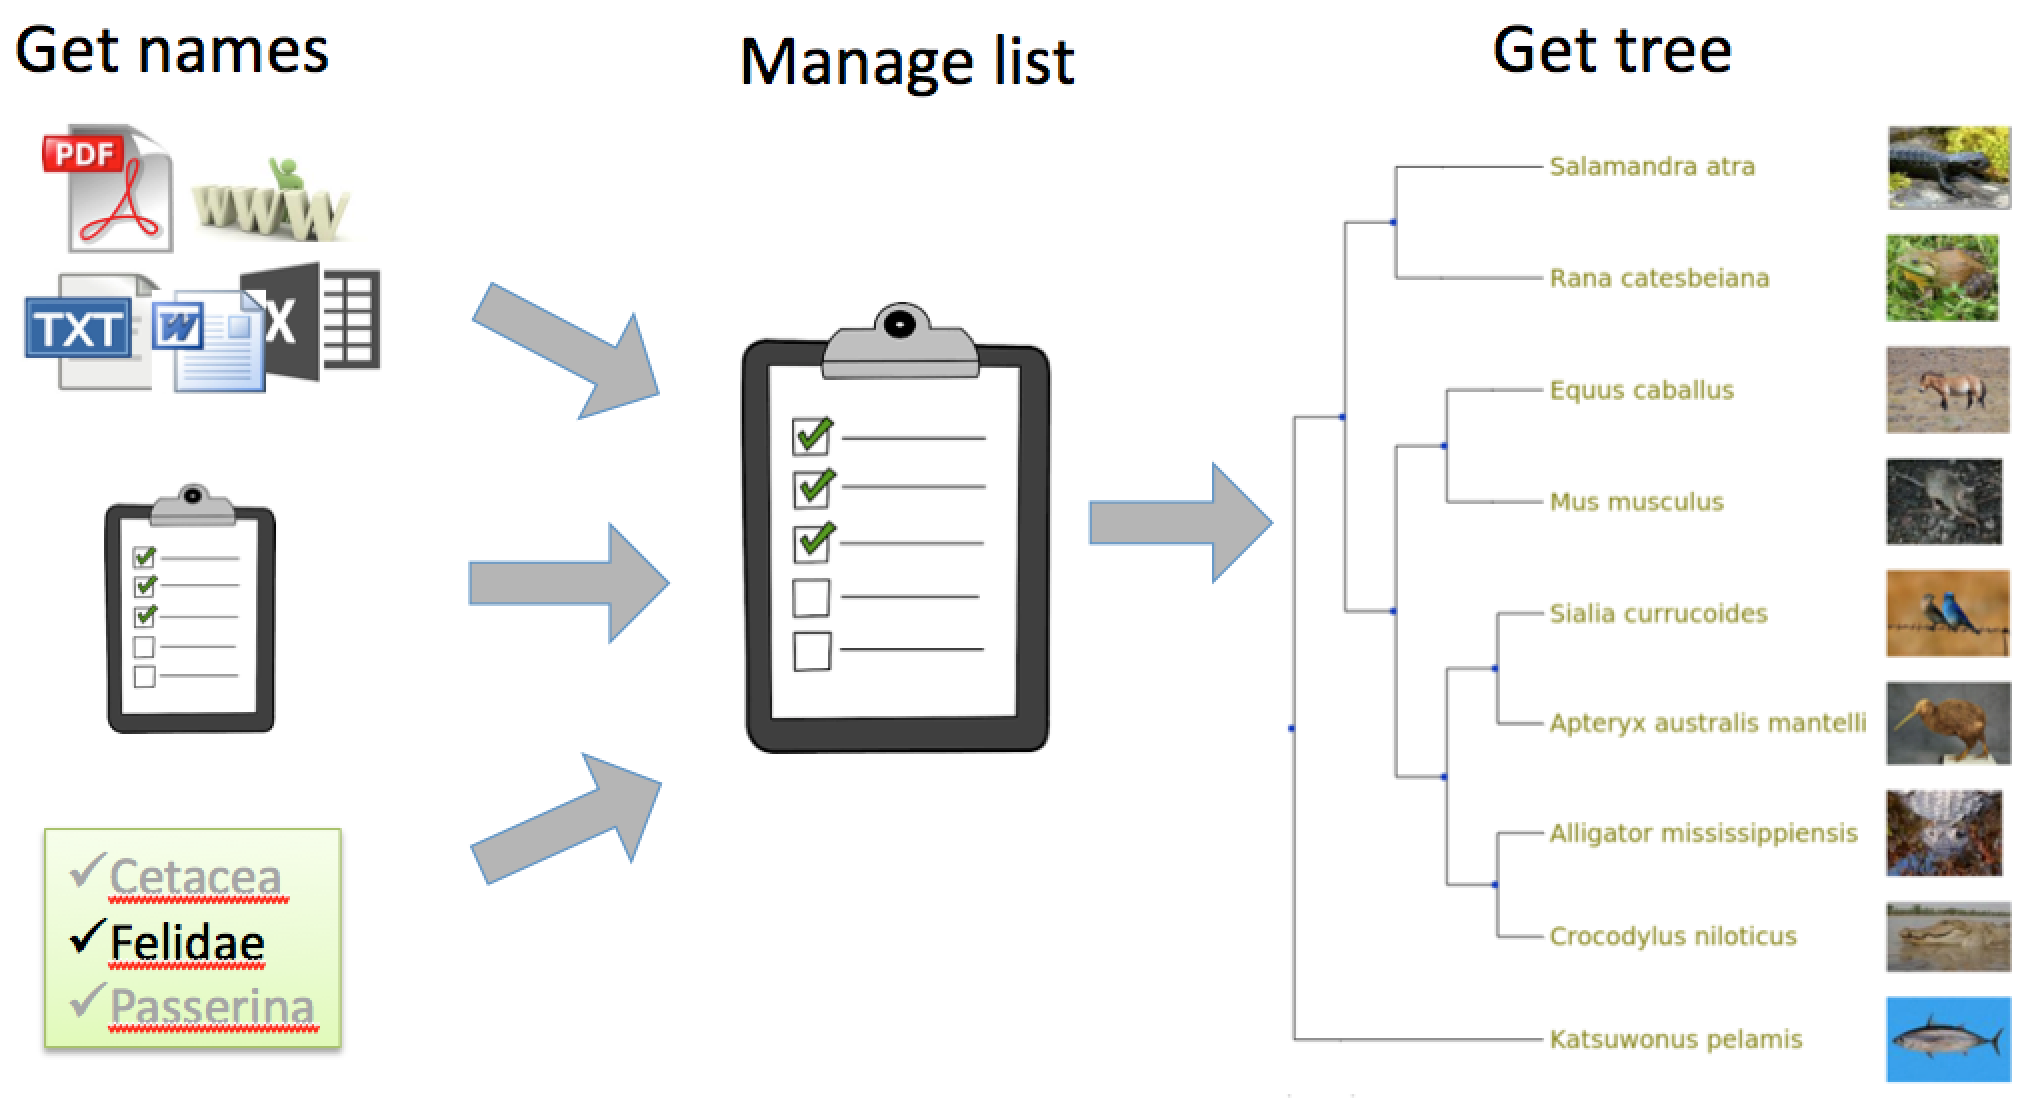 Get names
Manage list
Get tree
PDF
www
TXT
W
X
Cetacea
Felidae
Passerina
Salamandra atra
Rana catesbeiana
Equus caballus
Mus musculus
Sialia currucoides
Apteryx australis mantelli
Alligator mississippiensis
Crocodylus niloticus
Katsuwonus pelamis